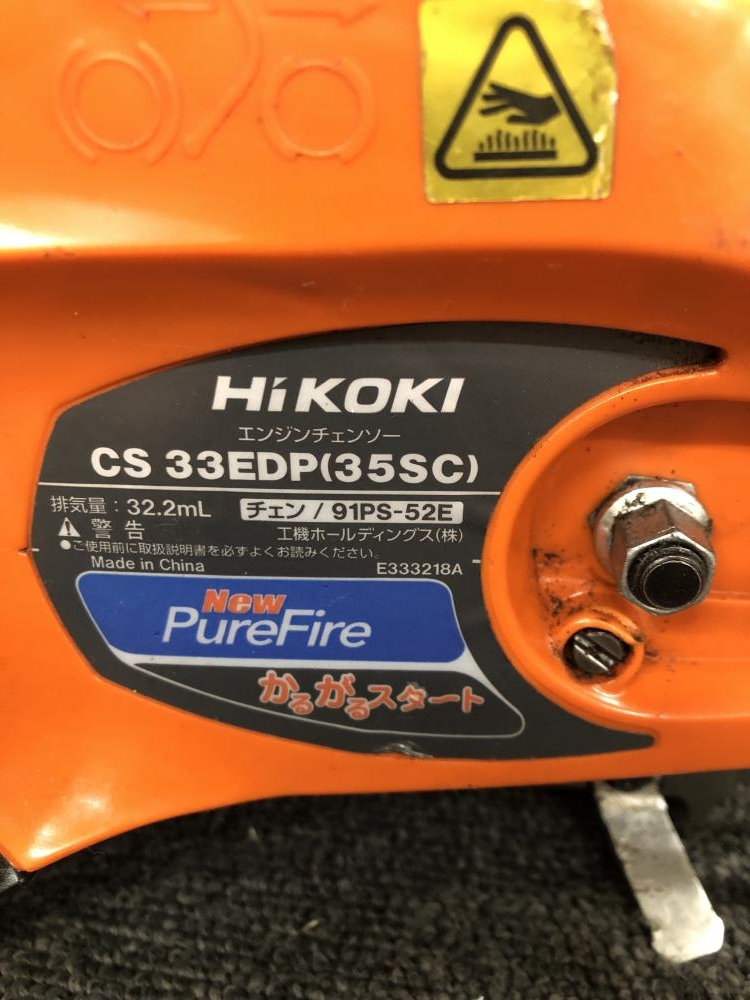 HiKOKI
エンジンチェンソー
CS 33EDP(35SC)
排気量：32.2mL チェン / 91PS-52E
警告 工機ホールディングス(株)
●ご使用前に取扱説明書を必ずよくお読みください。
Made in China E333218A
New
PureFire
かるがるスタート